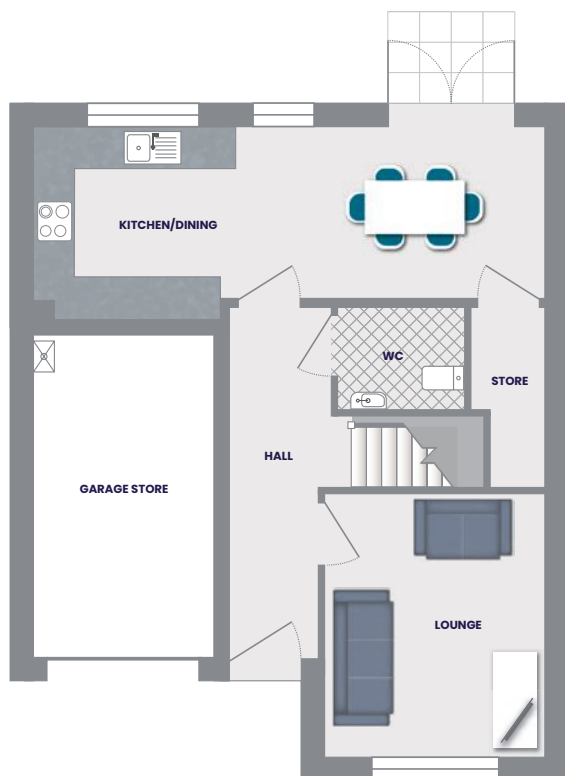 KITCHEN/DINING
WC
STORE
HALL
GARAGE STORE
LOUNGE